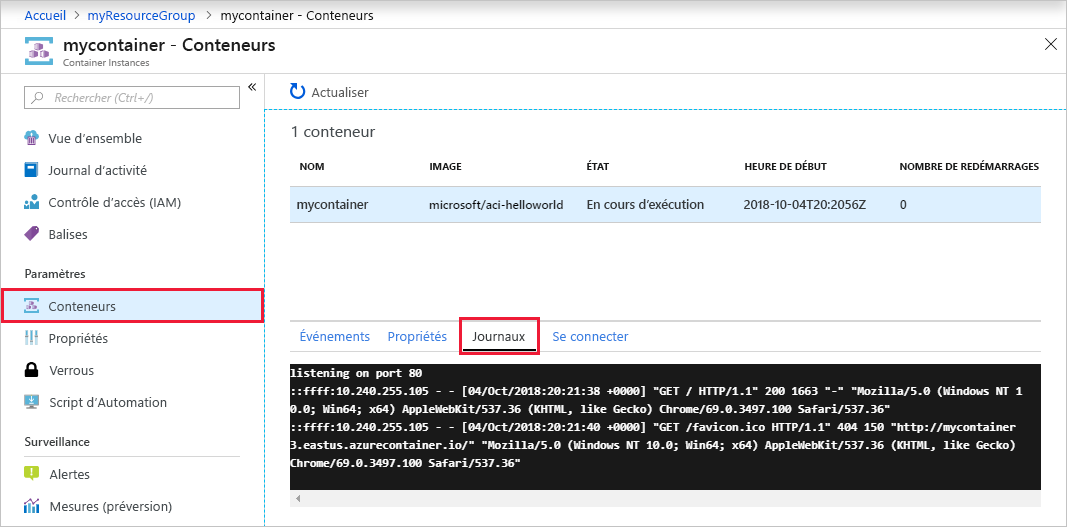 Accueil > myResourceGroup > mycontainer - Conteneurs
mycontainer - Conteneurs
Container Instances
Rechercher (Ctrl+/)
Vue d'ensemble
Journal d'activité
Contrôle d'accès (IAM)
Balises
Paramètres
Conteneurs
Propriétés
Verrous
Script d'Automation
Surveillance
Alertes
Mesures (préversion)
Actualiser
1 conteneur
NOM IMAGE ÉTAT HEURE DE DÉBUT NOMBRE DE REDÉMARRAGES
mycontainer microsoft/aci-helloworld En cours d'exécution 2018-10-04T20:2056Z 0
Événements Propriétés Journaux Se connecter
listening on port 80
::ffff:10.240.255.105 - - [04/Oct/2018:20:21:38 +0000] "GET / HTTP/1.1" 200 1663 "-" "Mozilla/5.0 (Windows NT 1
0.0; Win64; x64) AppleWebKit/537.36 (KHTML, like Gecko) Chrome/69.0.3497.100 Safari/537.36"
::ffff:10.240.255.105 - - [04/Oct/2018:20:21:40 +0000] "GET /favicon.ico HTTP/1.1" 404 150 "http://mycontainer
3.eastus.azurecontainer.io/" "Mozilla/5.0 (Windows NT 10.0; Win64; x64) AppleWebKit/537.36 (KHTML, like Gecko)
Chrome/69.0.3497.100 Safari/537.36"